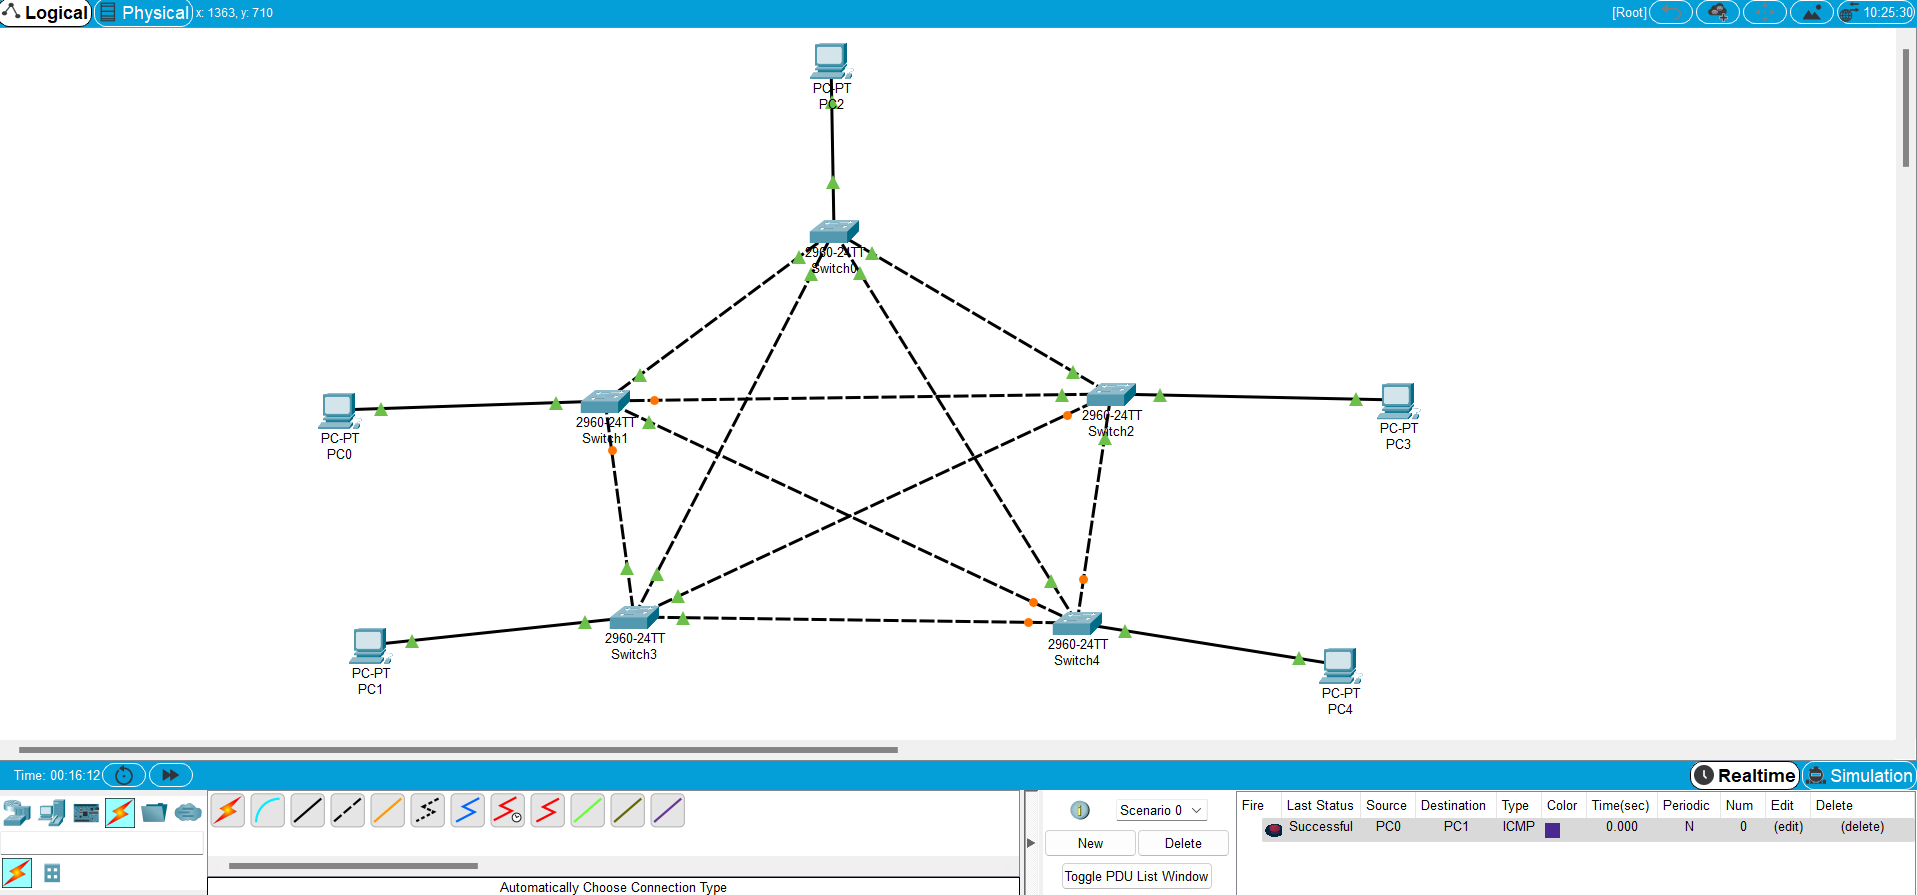 Logical Physical x: 1363, y: 710 [Root] 10:25:30
PC-PT
PC2
2960-24TT
Switch0
PC-PT
PC0
2960-24TT
Switch1
2960-24TT
Switch2
PC-PT
PC3
PC-PT
PC1
2960-24TT
Switch3
2960-24TT
Switch4
PC-PT
PC4
Time: 00:16:12 Realtime Simulation
Scenario 0
New Delete
Toggle PDU List Window
Fire Last Status Source Destination Type Color Time(sec) Periodic Num Edit Delete
Successful PC0 PC1 ICMP 0.000 N 0 (edit) (delete)
Automatically Choose Connection Type